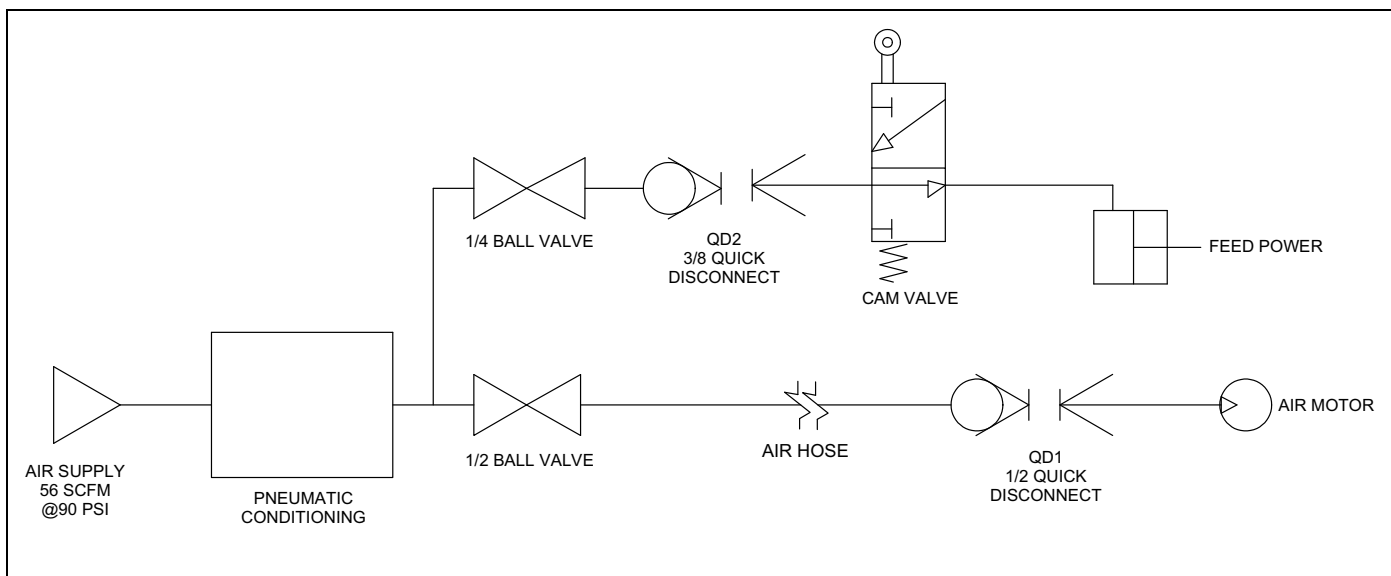 1/4 BALL VALVE
QD2
3/8 QUICK
DISCONNECT
CAM VALVE
FEED POWER
AIR SUPPLY
56 SCFM
@90 PSI
PNEUMATIC
CONDITIONING
1/2 BALL VALVE
AIR HOSE
QD1
1/2 QUICK
DISCONNECT
AIR MOTOR